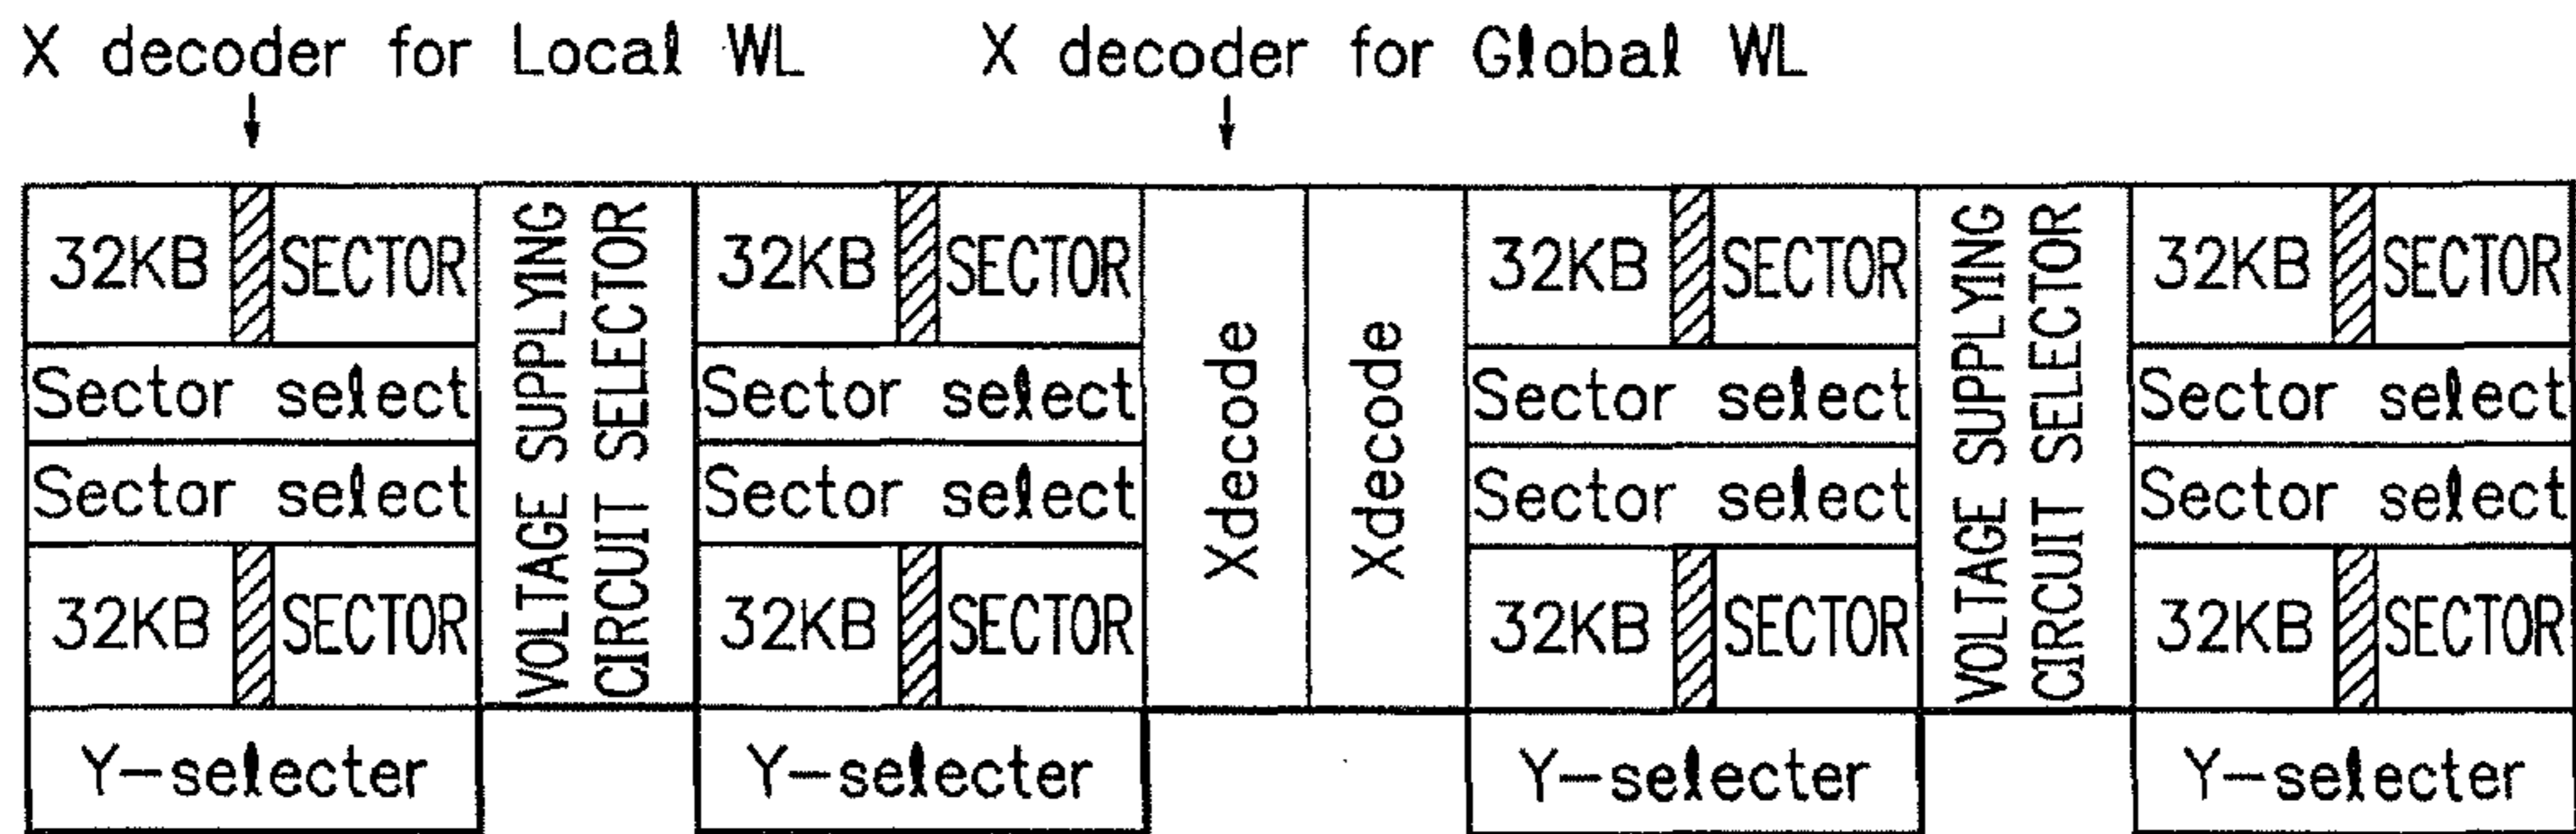 X decoder for Local WL
X decoder for Global WL
32KB SECTOR
VOLTAGE SUPPLYING
CIRCUIT SELECTOR
32KB SECTOR
Xdecode
Xdecode
32KB SECTOR
VOLTAGE SUPPLYING
CIRCUIT SELECTOR
32KB SECTOR
Sector select
Sector select
Sector select
Sector select
Sector select
Sector select
Sector select
Sector select
32KB SECTOR
32KB SECTOR
32KB SECTOR
32KB SECTOR
Y-selecter
Y-selecter
Y-selecter
Y-selecter